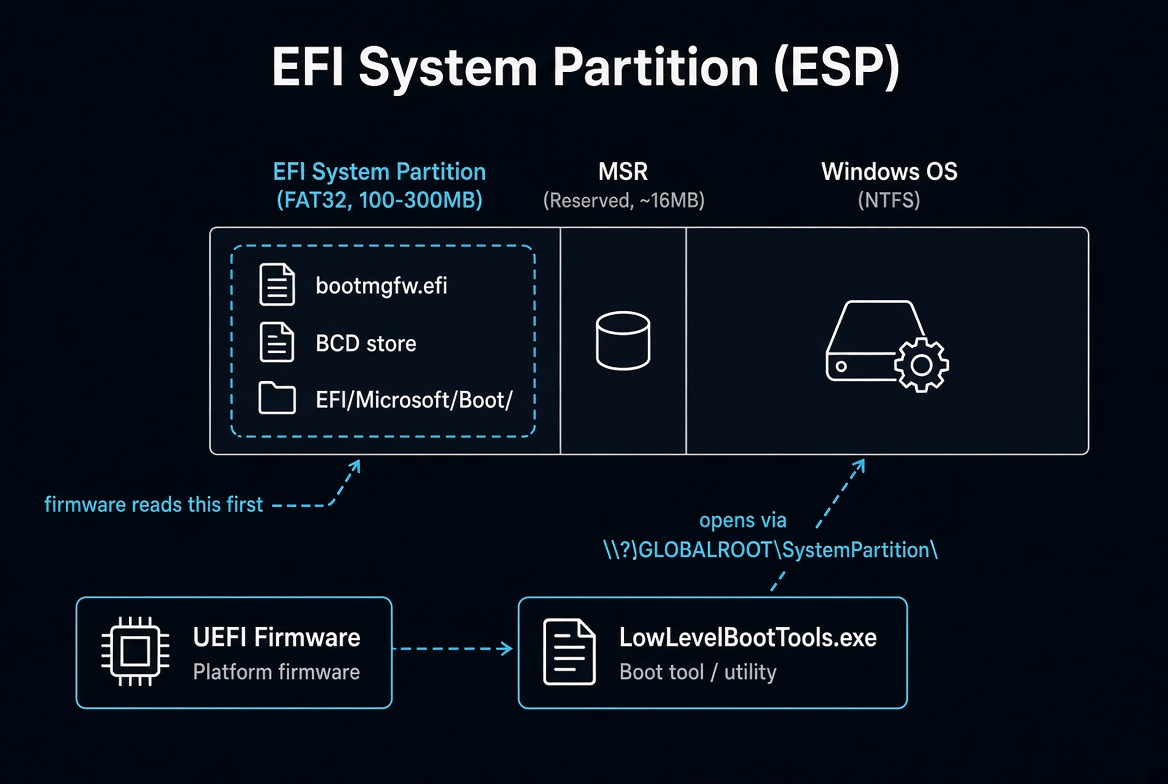 EFI System Partition (ESP)
EFI System Partition
(FAT32, 100-300MB)
MSR
(Reserved, ~16MB)
Windows OS
(NTFS)
bootmgfw.efi
BCD store
EFI/Microsoft/Boot/
firmware reads this first
opens via
\\?\GLOBALROOT\SystemPartition\
UEFI Firmware
Platform firmware
LowLevelBootTools.exe
Boot tool / utility